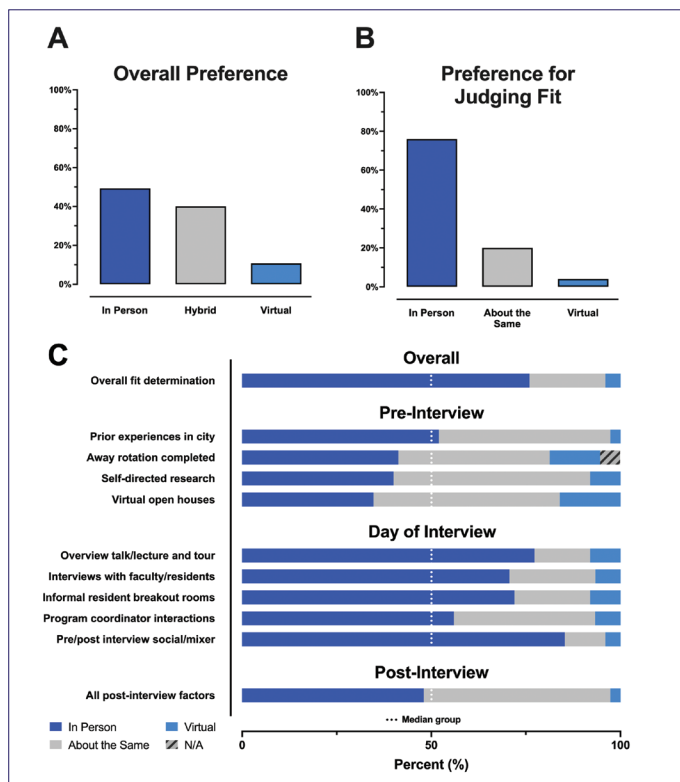 A
Overall Preference
100%
80%
60%
40%
20%
0%
In Person
Hybrid
Virtual
B
Preference for
Judging Fit
100%
80%
60%
40%
20%
0%
In Person
About the
Same
Virtual
C
Overall
Overall fit determination
Pre-Interview
Prior experiences in city
Away rotation completed
Self-directed research
Virtual open houses
Day of Interview
Overview talk/lecture and tour
Interviews with faculty/residents
Informal resident breakout rooms
Program coordinator interactions
Pre/post interview social/mixer
Post-Interview
All post-interview factors
In Person
Virtual
About the Same
N/A
Median group
0
50
100
Percent (%)